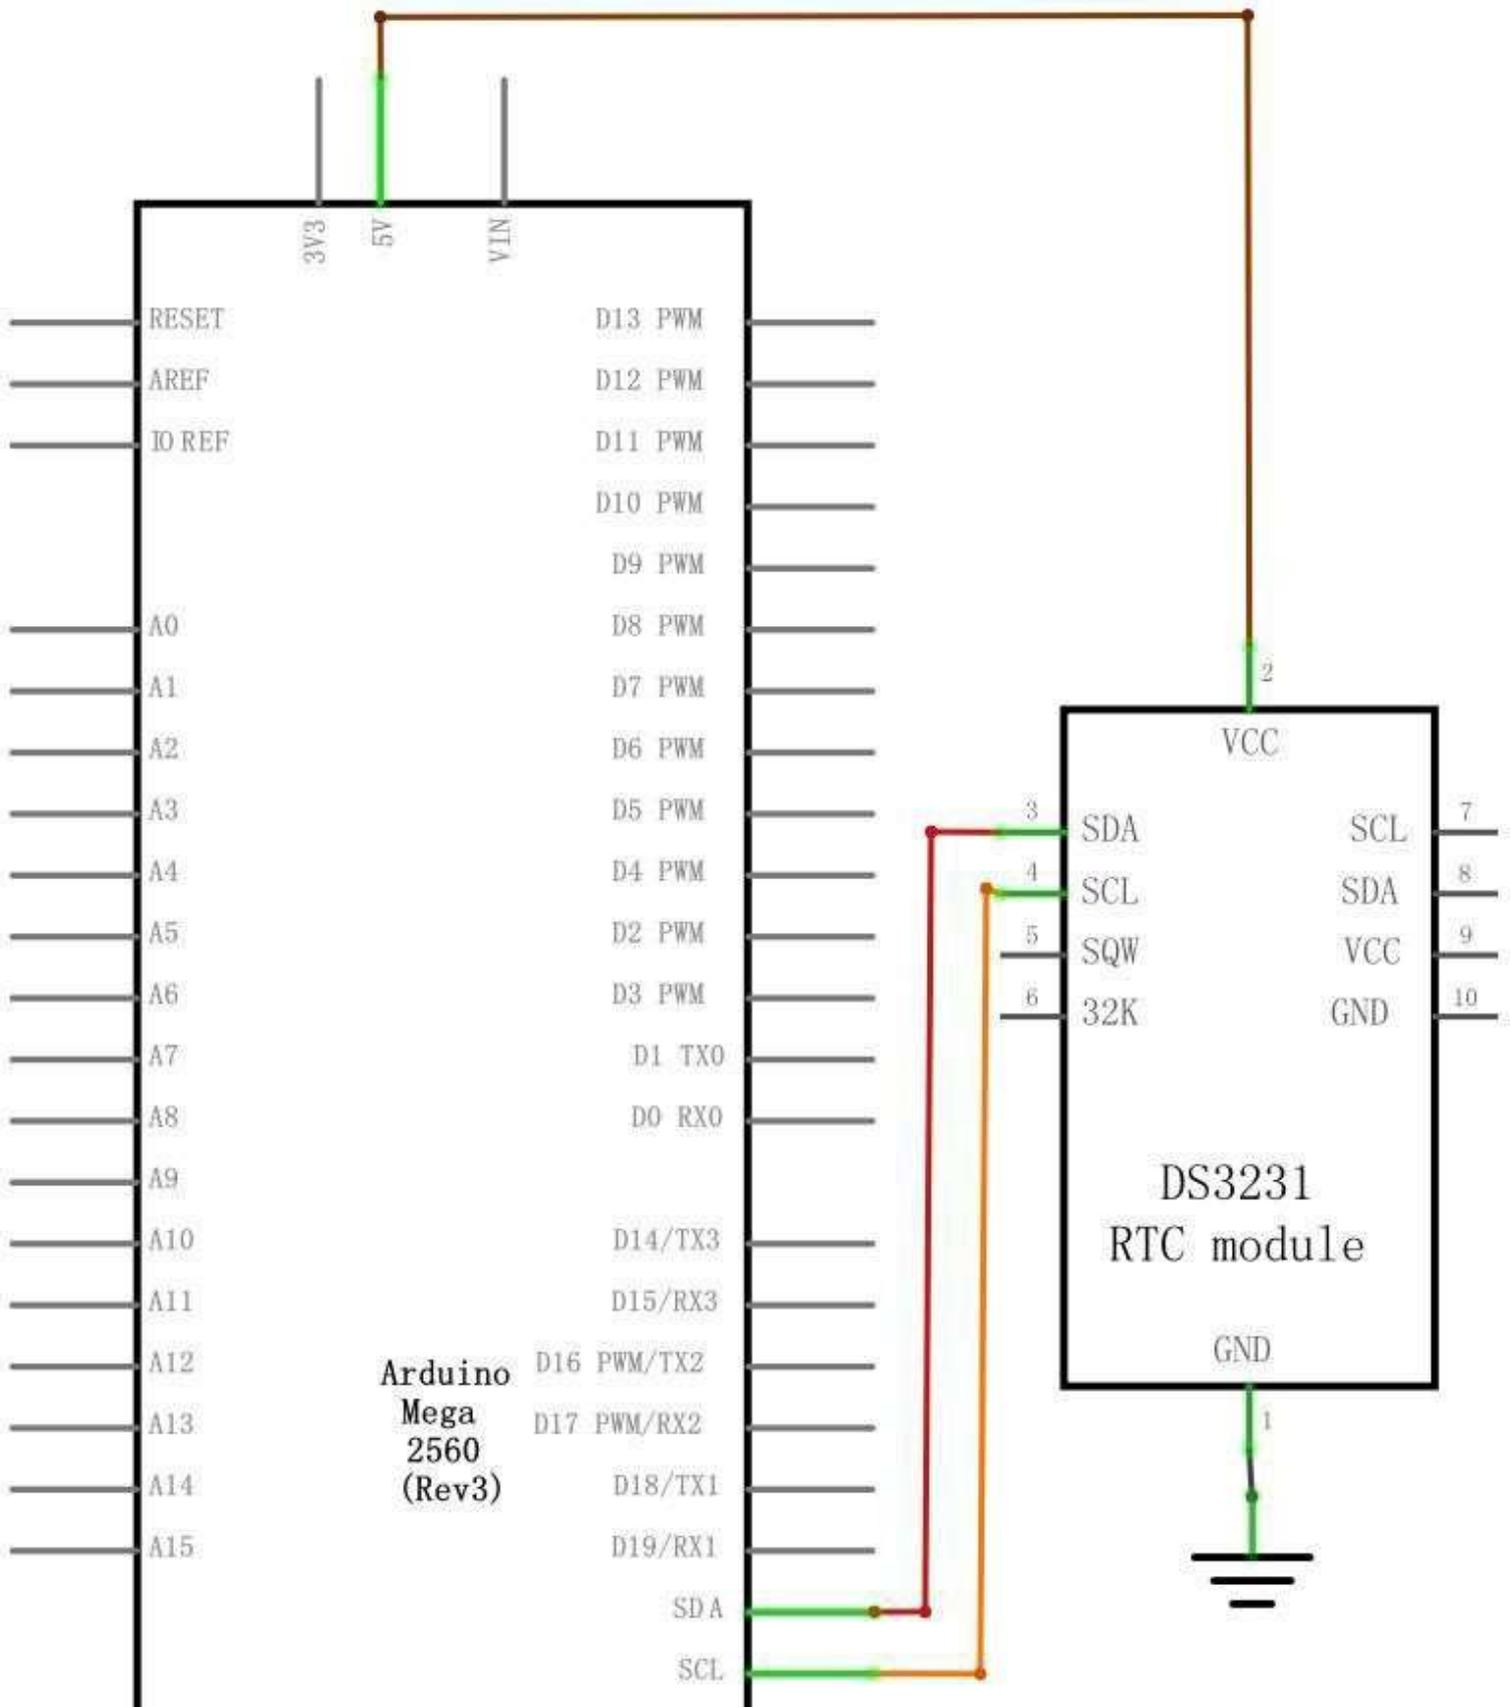 3V3
5V
VIN
RESET
AREF
IO REF
A0
A1
A2
A3
A4
A5
A6
A7
A8
A9
A10
A11
A12
A13
A14
A15
Arduino
Mega
2560
(Rev3)
D13 PWM
D12 PWM
D11 PWM
D10 PWM
D9 PWM
D8 PWM
D7 PWM
D6 PWM
D5 PWM
D4 PWM
D2 PWM
D3 PWM
D1 TX0
D0 RX0
D14/TX3
D15/RX3
D16 PWM/TX2
D17 PWM/RX2
D18/TX1
D19/RX1
SDA
SCL
2
VCC
3 SDA
4 SCL
5 SQW
6 32K
SCL 7
SDA 8
VCC 9
GND 10
DS3231
RTC module
GND
1